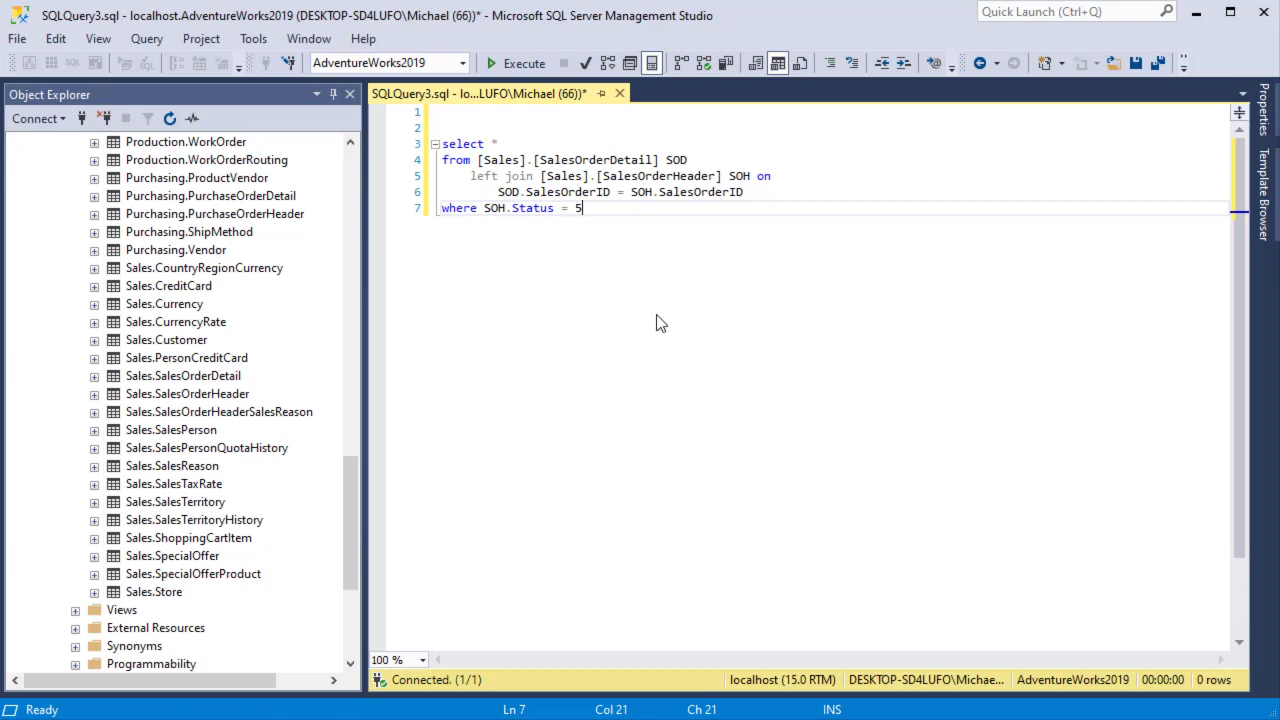 SQLQuery3.sql - localhost.AdventureWorks2019 (DESKTOP-SD4LUFO\Michael (66))* - Microsoft SQL Server Management Studio
Quick Launch (Ctrl+Q)
File Edit View Query Project Tools Window Help
AdventureWorks2019
Execute
Object Explorer
SQLQuery3.sql - lo...LUFO\Michael (66))*
Connect
Production.WorkOrder
Production.WorkOrderRouting
Purchasing.ProductVendor
Purchasing.PurchaseOrderDetail
Purchasing.PurchaseOrderHeader
Purchasing.ShipMethod
Purchasing.Vendor
Sales.CountryRegionCurrency
Sales.CreditCard
Sales.Currency
Sales.CurrencyRate
Sales.Customer
Sales.PersonCreditCard
Sales.SalesOrderDetail
Sales.SalesOrderHeader
Sales.SalesOrderHeaderSalesReason
Sales.SalesPerson
Sales.SalesPersonQuotaHistory
Sales.SalesReason
Sales.SalesTaxRate
Sales.SalesTerritory
Sales.SalesTerritoryHistory
Sales.ShoppingCartItem
Sales.SpecialOffer
Sales.SpecialOfferProduct
Sales.Store
Views
External Resources
Synonyms
Programmability
1
2
3 select *
4 from [Sales].[SalesOrderDetail] SOD
5 left join [Sales].[SalesOrderHeader] SOH on
6 SOD.SalesOrderID = SOH.SalesOrderID
7 where SOH.Status = 5
Properties
Template Browser
100 %
Connected. (1/1)
localhost (15.0 RTM)
DESKTOP-SD4LUFO\Michae...
AdventureWorks2019
00:00:00
0 rows
Ready
Ln 7
Col 21
Ch 21
INS